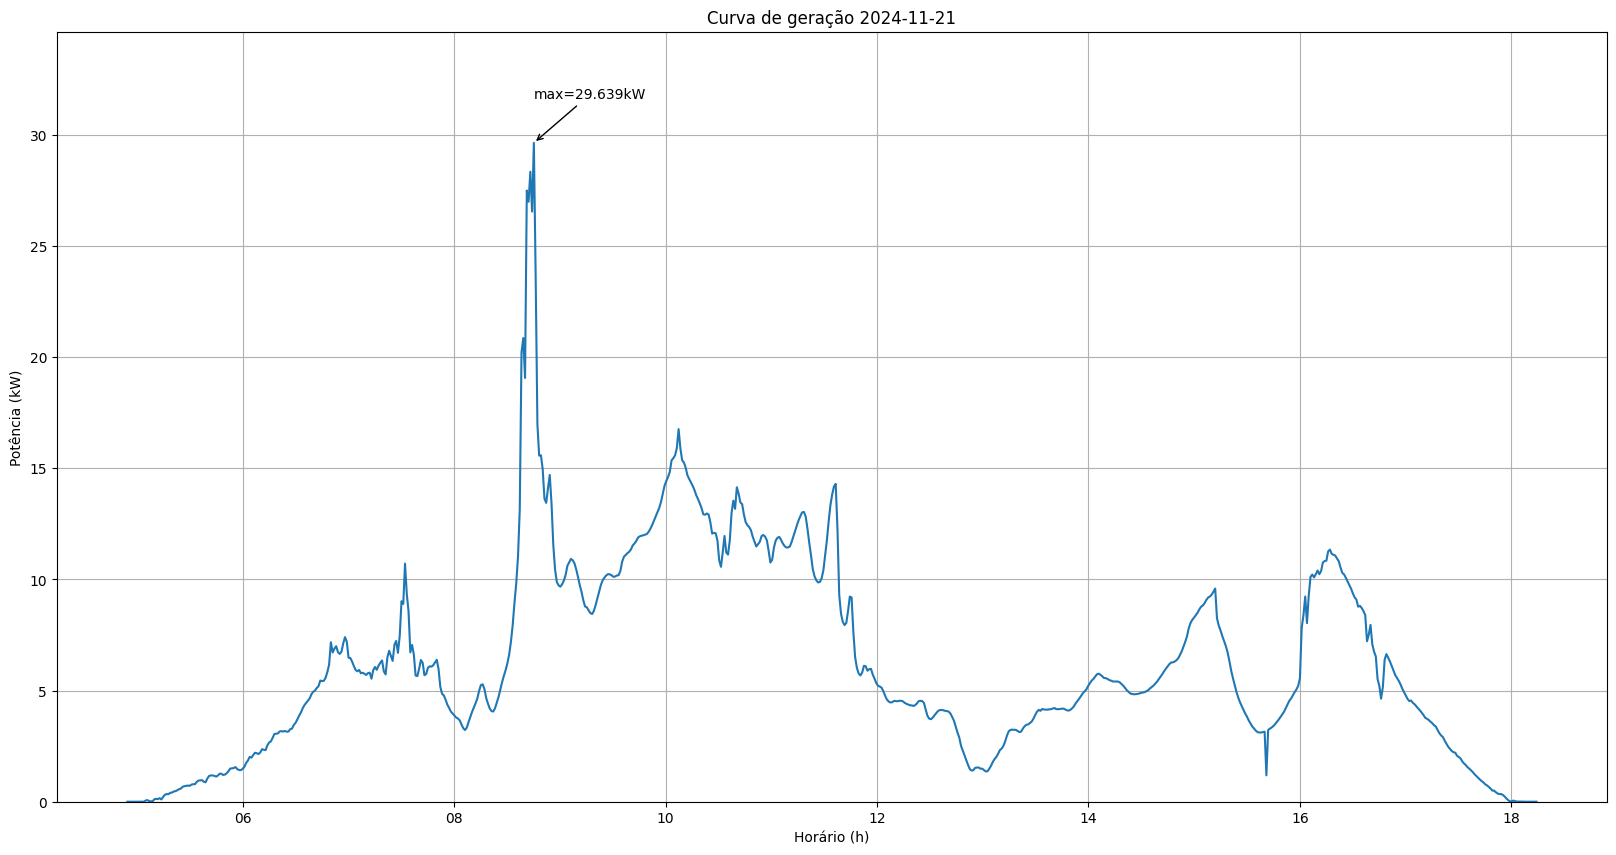 Curva de geração 2024-11-21
max=29.639kW
30
25
20
15
10
5
0
Potência (kW)
06 08 10 12 14 16 18
Horário (h)